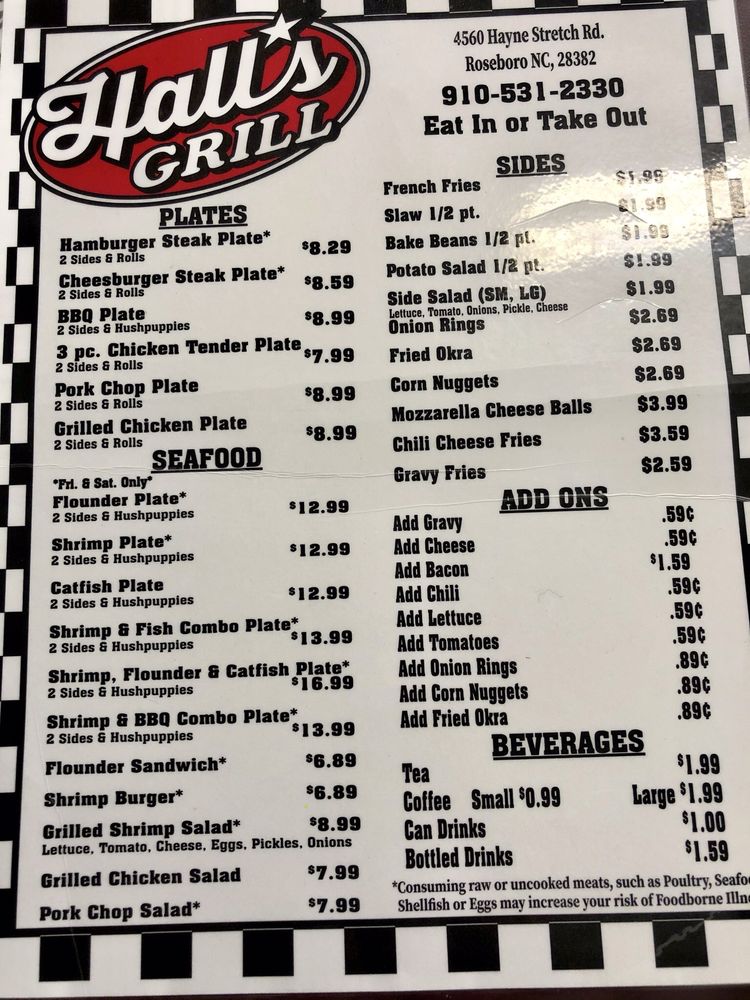 Hall's
GRILL
4560 Hayne Stretch Rd.
Roseboro NC, 28382
910-531-2330
Eat In or Take Out
PLATES
Hamburger Steak Plate* $8.29
2 Sides & Rolls
Cheesburger Steak Plate* $8.59
2 Sides & Rolls
BBQ Plate $8.99
2 Sides & Hushpuppies
3 pc. Chicken Tender Plate $7.99
2 Sides & Rolls
Pork Chop Plate $8.99
2 Sides & Rolls
Grilled Chicken Plate $8.99
2 Sides & Rolls
SEAFOOD
*Fri. & Sat. Only*
Flounder Plate* $12.99
2 Sides & Hushpuppies
Shrimp Plate* $12.99
2 Sides & Hushpuppies
Catfish Plate $12.99
2 Sides & Hushpuppies
Shrimp & Fish Combo Plate* $13.99
2 Sides & Hushpuppies
Shrimp, Flounder & Catfish Plate* $16.99
2 Sides & Hushpuppies
Shrimp & BBQ Combo Plate* $13.99
2 Sides & Hushpuppies
Flounder Sandwich* $6.89
Shrimp Burger* $6.89
Grilled Shrimp Salad* $8.99
Lettuce, Tomato, Cheese, Eggs, Pickles, Onions
Grilled Chicken Salad $7.99
Pork Chop Salad* $7.99
SIDES
French Fries $1.99
Slaw 1/2 pt. $1.99
Bake Beans 1/2 pt. $1.99
Potato Salad 1/2 pt. $1.99
Side Salad (SM, LG) $1.99
Lettuce, Tomato, Onions, Pickle, Cheese
Onion Rings $2.69
Fried Okra $2.69
Corn Nuggets $2.69
Mozzarella Cheese Balls $3.99
Chili Cheese Fries $3.59
Gravy Fries $2.59
ADD ONS
Add Gravy .59¢
Add Cheese .59¢
Add Bacon $1.59
Add Chili .59¢
Add Lettuce .59¢
Add Tomatoes .59¢
Add Onion Rings .89¢
Add Corn Nuggets .89¢
Add Fried Okra .89¢
BEVERAGES
Tea $1.99
Coffee Small $0.99 Large $1.99
Can Drinks $1.00
Bottled Drinks $1.59
*Consuming raw or uncooked meats, such as Poultry, Seafo
Shellfish or Eggs may increase your risk of Foodborne Illn